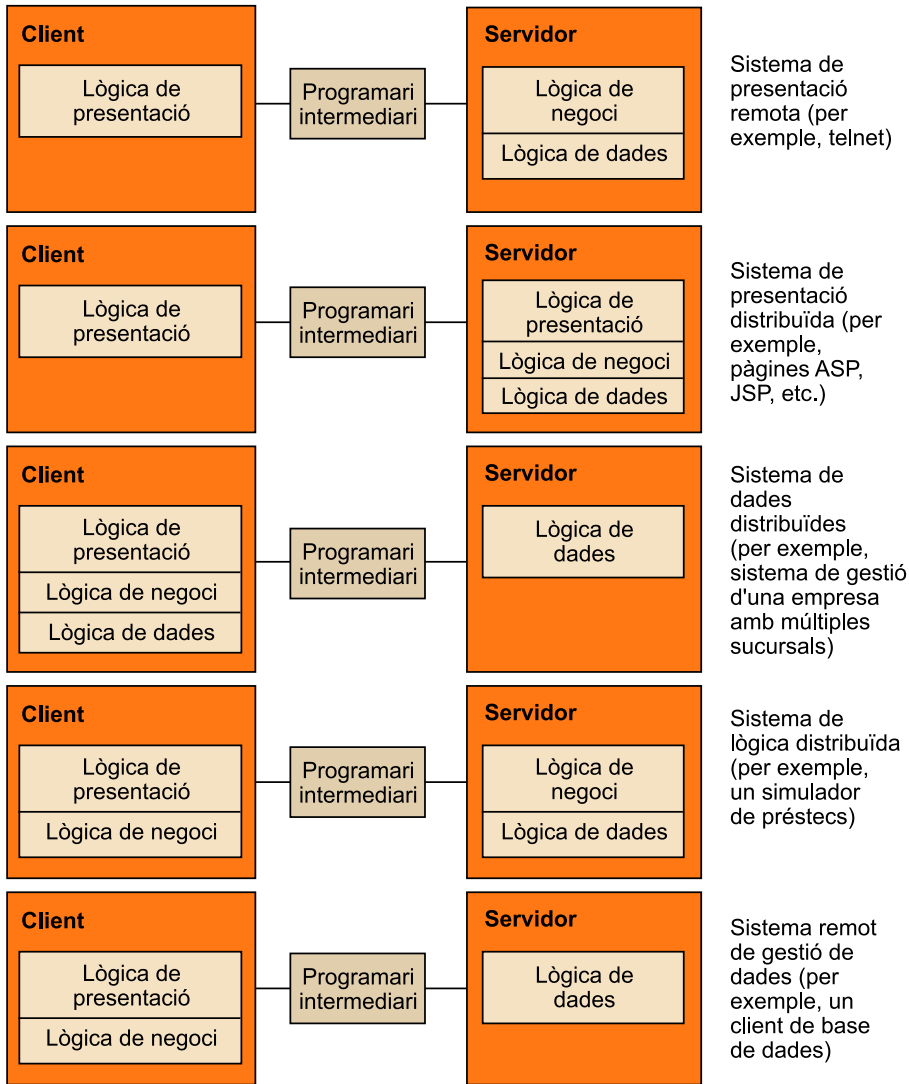 Client
Lògica de
presentació
Programari
intermediari
Servidor
Lògica de
negoci
Lògica de dades
Sistema de
presentació
remota (per
exemple, telnet)
Client
Lògica de
presentació
Programari
intermediari
Servidor
Lògica de
presentació
Lògica de negoci
Lògica de dades
Sistema de
presentació
distribuïda (per
exemple,
pàgines ASP,
JSP, etc.)
Client
Lògica de
presentació
Lògica de negoci
Lògica de dades
Programari
intermediari
Servidor
Lògica de
dades
Sistema de
dades
distribuïdes
(per exemple,
sistema de gestió
d'una empresa
amb múltiples
sucursals)
Client
Lògica de
presentació
Lògica de negoci
Programari
intermediari
Servidor
Lògica de
negoci
Lògica de dades
Sistema de
lògica distribuïda
(per exemple,
un simulador
de préstecs)
Client
Lògica de
presentació
Lògica de negoci
Programari
intermediari
Servidor
Lògica de
dades
Sistema remot
de gestió de
dades (per
exemple, un
client de base
de dades)